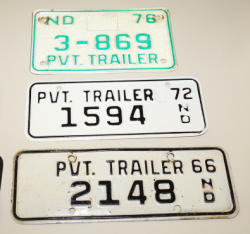 ND 76
3-869
PVT. TRAILER
PVT. TRAILER 72
1594 ND
PVT. TRAILER 66
2148 ND